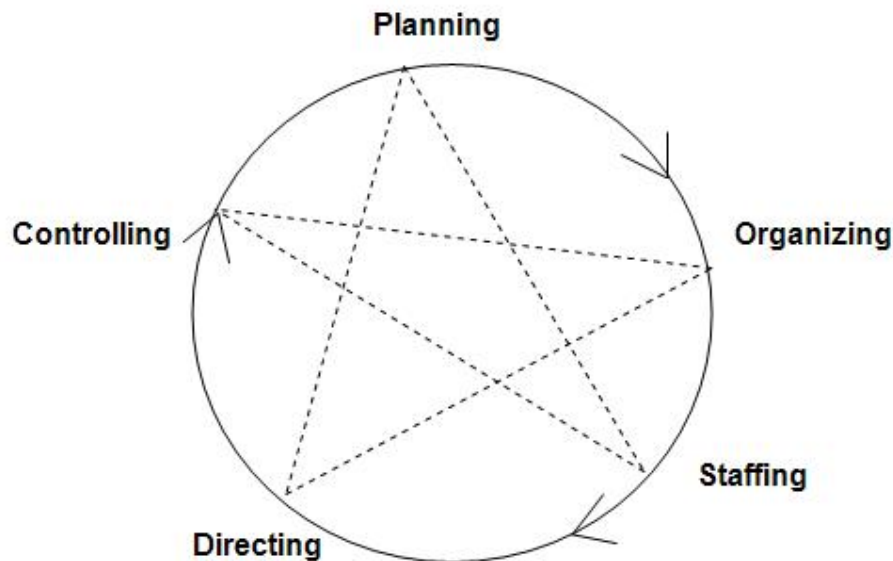 Planning
Organizing
Staffing
Directing
Controlling